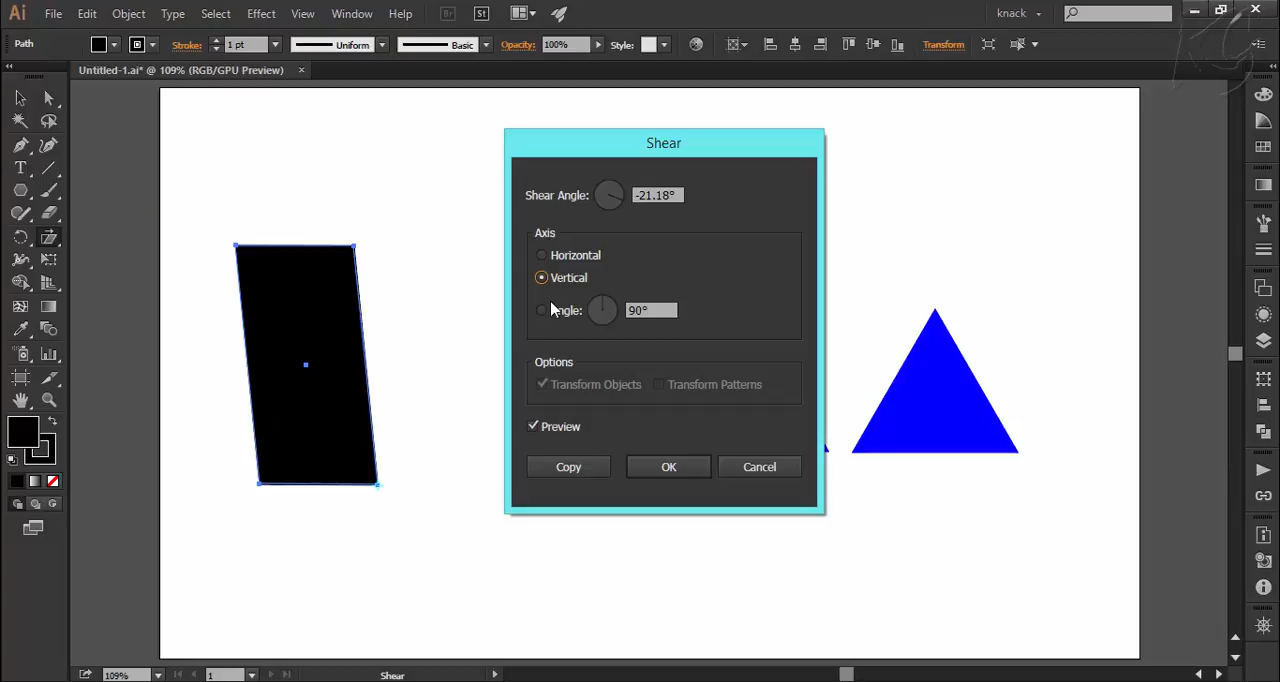 Ai File Edit Object Type Select Effect View Window Help Br St knack
Path Stroke: 1 pt Uniform Basic Opacity: 100% Style: Transform
Untitled-1.ai* @ 109% (RGB/GPU Preview) ×
Shear
Shear Angle: -21.18°
Axis
Horizontal
Vertical
90°
Options
Transform Objects Transform Patterns
Preview
Copy OK Cancel
109% 1 Shear